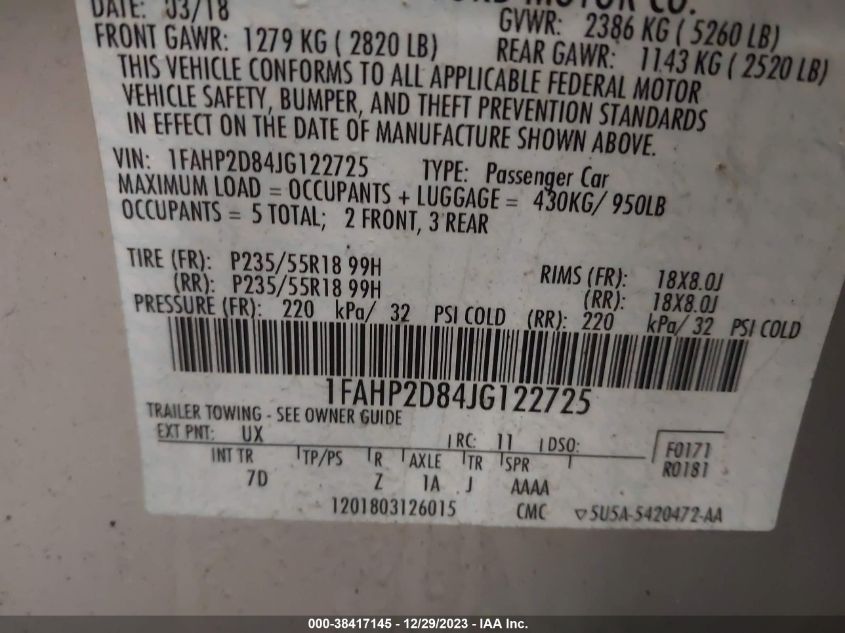 DATE: 03/18
FORD MOTOR CO.
GVWR: 2386 KG ( 5260 LB)
FRONT GAWR: 1279 KG ( 2820 LB)
REAR GAWR: 1143 KG ( 2520 LB)
THIS VEHICLE CONFORMS TO ALL APPLICABLE FEDERAL MOTOR
VEHICLE SAFETY, BUMPER, AND THEFT PREVENTION STANDARDS
IN EFFECT ON THE DATE OF MANUFACTURE SHOWN ABOVE.
VIN: 1FAHP2D84JG122725 TYPE: Passenger Car
MAXIMUM LOAD = OCCUPANTS + LUGGAGE = 430KG/ 950LB
OCCUPANTS = 5 TOTAL; 2 FRONT, 3 REAR
TIRE (FR): P235/55R18 99H RIMS (FR): 18X8.0J
(RR): P235/55R18 99H (RR): 18X8.0J
PRESSURE (FR): 220 kPa/ 32 PSI COLD (RR): 220 kPa/ 32 PSI COLD
1FAHP2D84JG122725
TRAILER TOWING - SEE OWNER GUIDE
EXT PNT: UX RC: 11 DSO: F0171
INT TR TP/PS R AXLE TR SPR R0181
7D Z 1A J AAAA
1201803126015 CMC ▽5U5A-5420472-AA
000-38417145 - 12/29/2023 - IAA Inc.